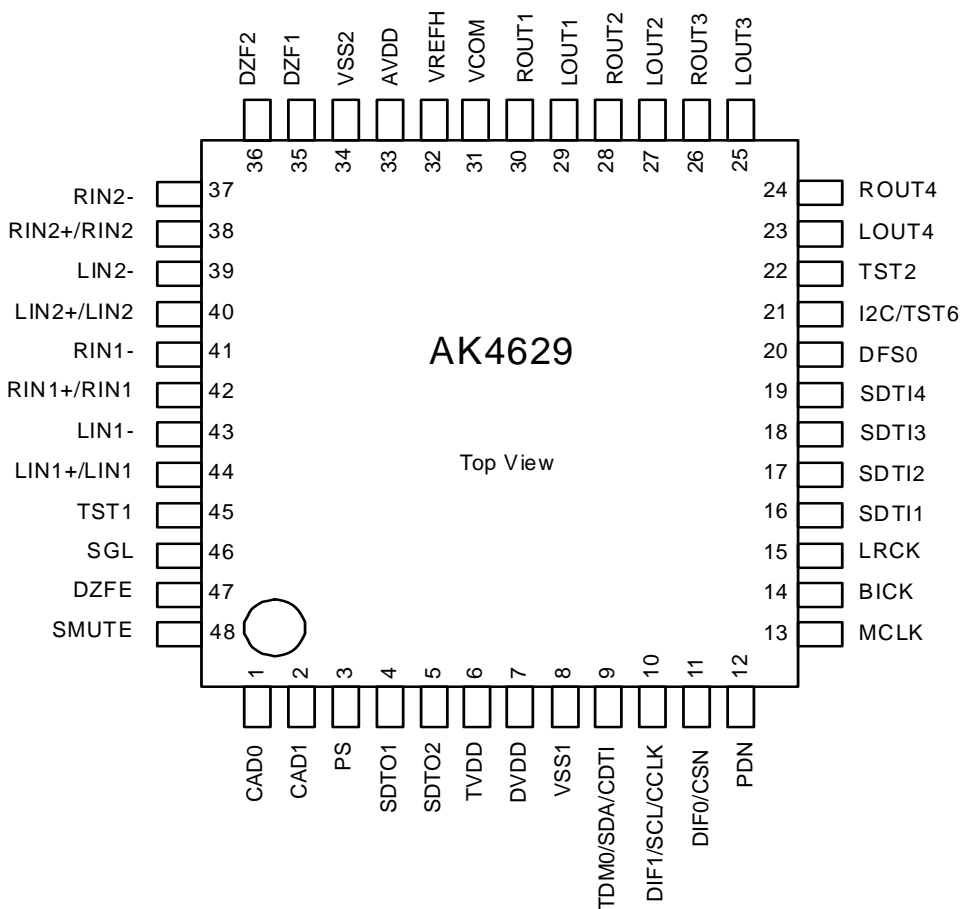 DZF2
DZF1
VSS2
AVDD
VREFH
VCOM
ROUT1
LOUT1
ROUT2
LOUT2
ROUT3
LOUT3
36
35
34
33
32
31
30
29
28
27
26
25
RIN2- 37
RIN2+/RIN2 38
LIN2- 39
LIN2+/LIN2 40
RIN1- 41
RIN1+/RIN1 42
LIN1- 43
LIN1+/LIN1 44
TST1 45
SGL 46
DZFE 47
SMUTE 48
AK4629
Top View
24 ROUT4
23 LOUT4
22 TST2
21 I2C/TST6
20 DFS0
19 SDTI4
18 SDTI3
17 SDTI2
16 SDTI1
15 LRCK
14 BICK
13 MCLK
1
2
3
4
5
6
7
8
9
10
11
12
CAD0
CAD1
PS
SDTO1
SDTO2
TVDD
DVDD
VSS1
TDM0/SDA/CDTI
DIF1/SCL/CCLK
DIF0/CSN
PDN